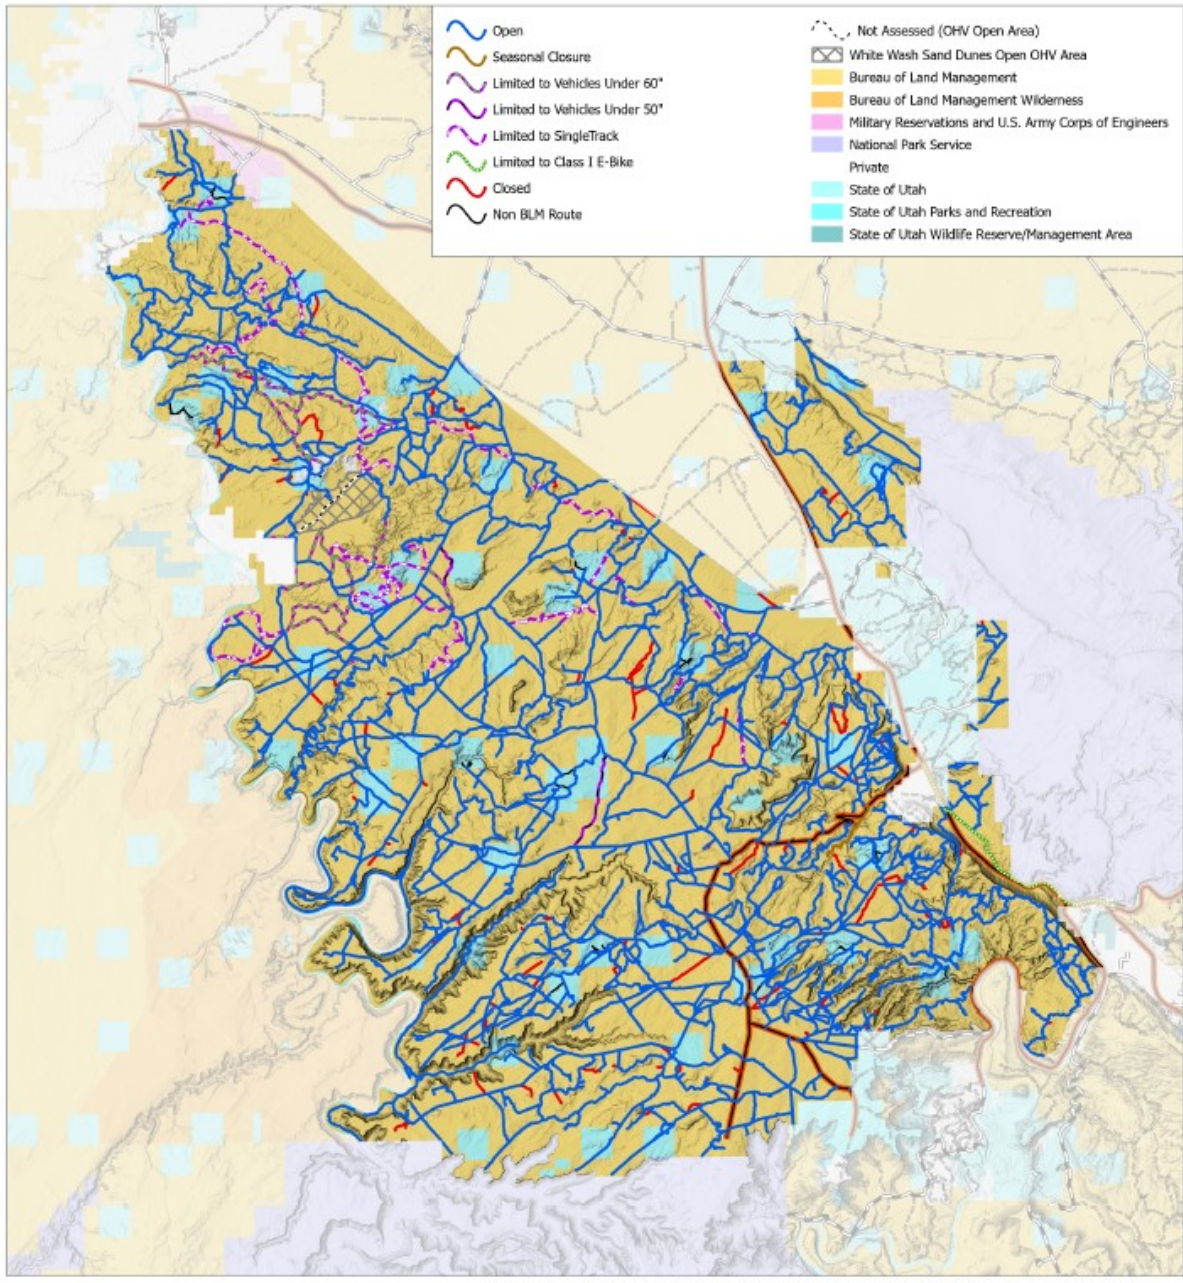 Open
Seasonal Closure
Limited to Vehicles Under 60"
Limited to Vehicles Under 50"
Limited to SingleTrack
Limited to Class I E-Bike
Closed
Non BLM Route
Not Assessed (OHV Open Area)
White Wash Sand Dunes Open OHV Area
Bureau of Land Management
Bureau of Land Management Wilderness
Military Reservations and U.S. Army Corps of Engineers
National Park Service
Private
State of Utah
State of Utah Parks and Recreation
State of Utah Wildlife Reserve/Management Area